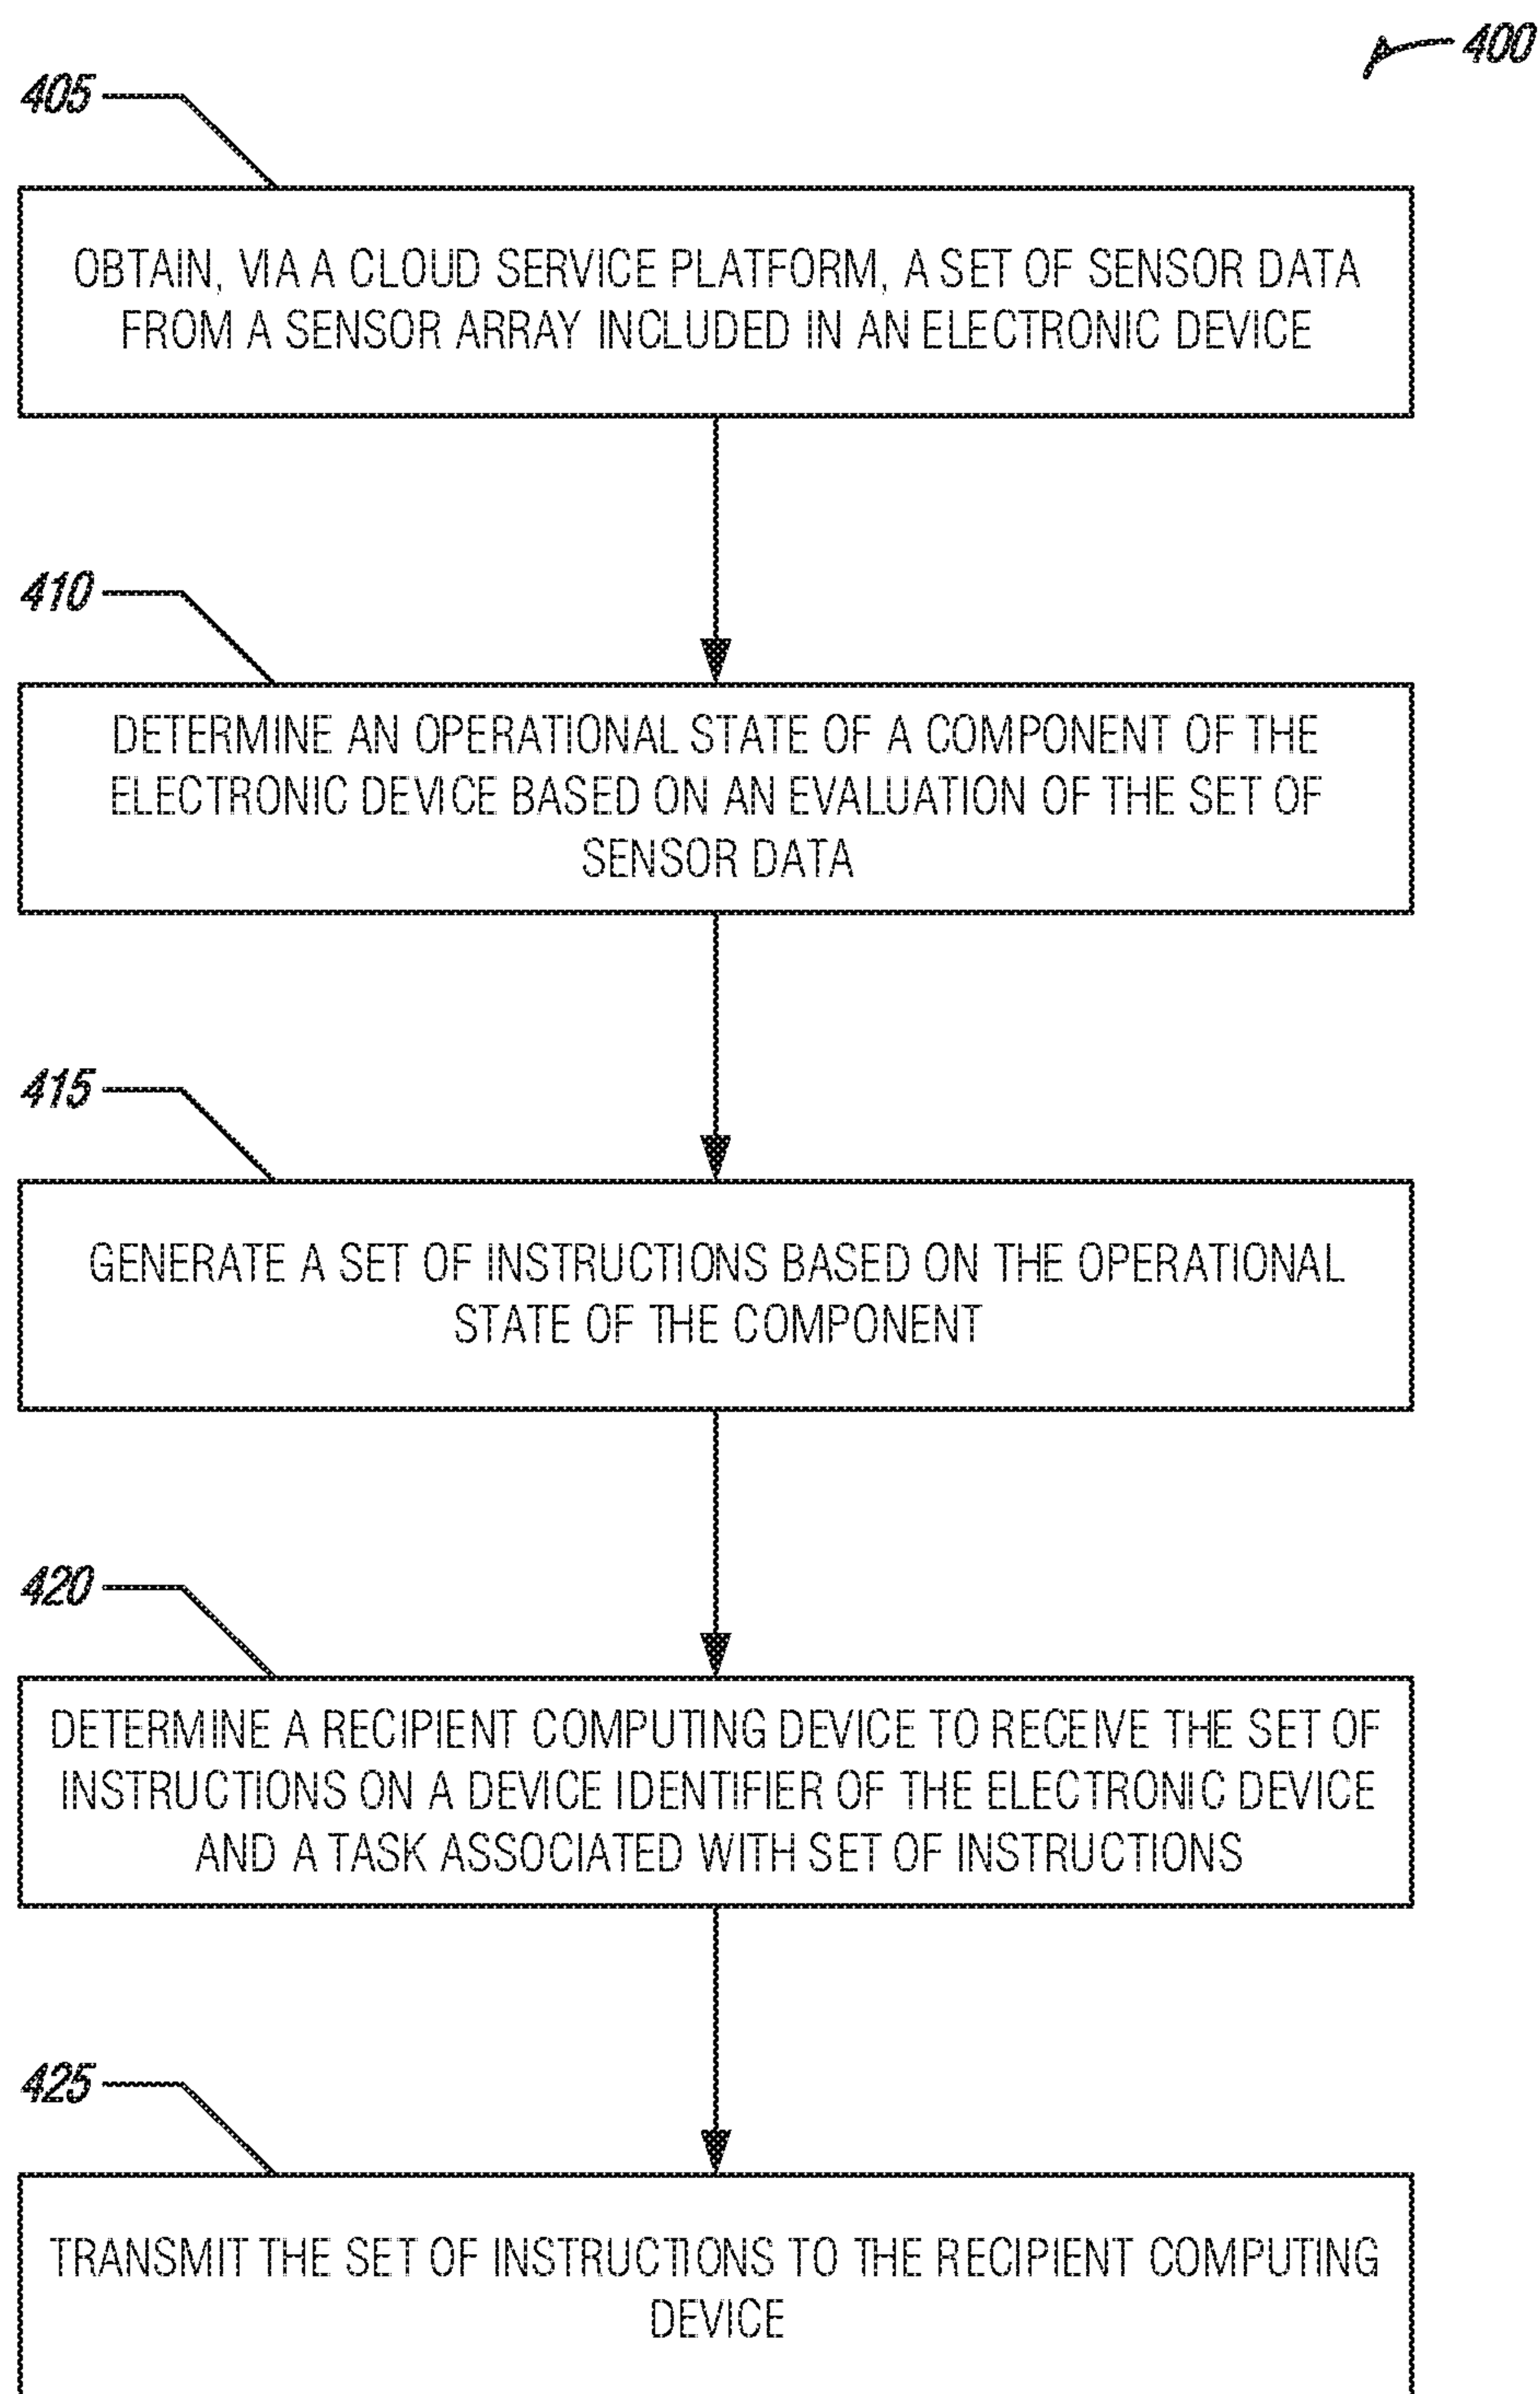 400
405
OBTAIN, VIA A CLOUD SERVICE PLATFORM, A SET OF SENSOR DATA
FROM A SENSOR ARRAY INCLUDED IN AN ELECTRONIC DEVICE
410
DETERMINE AN OPERATIONAL STATE OF A COMPONENT OF THE
ELECTRONIC DEVICE BASED ON AN EVALUATION OF THE SET OF
SENSOR DATA
415
GENERATE A SET OF INSTRUCTIONS BASED ON THE OPERATIONAL
STATE OF THE COMPONENT
420
DETERMINE A RECIPIENT COMPUTING DEVICE TO RECEIVE THE SET OF
INSTRUCTIONS ON A DEVICE IDENTIFIER OF THE ELECTRONIC DEVICE
AND A TASK ASSOCIATED WITH SET OF INSTRUCTIONS
425
TRANSMIT THE SET OF INSTRUCTIONS TO THE RECIPIENT COMPUTING
DEVICE